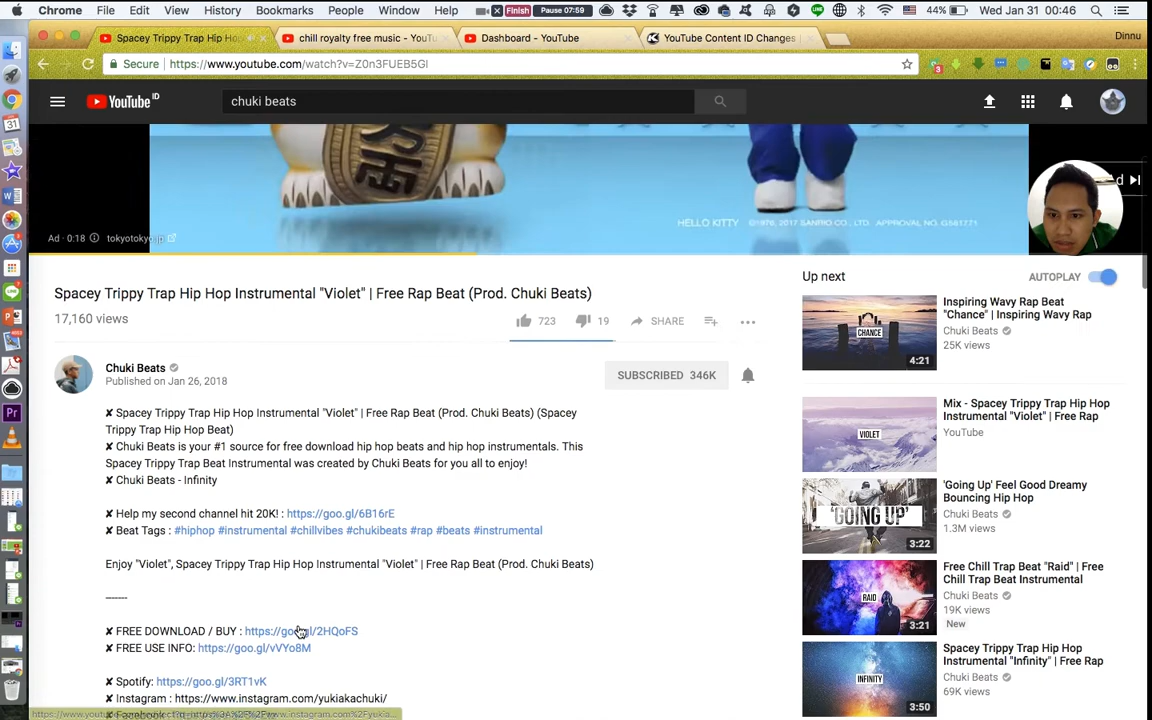 Chrome File Edit View History Bookmarks People Window Help Finish Pause 07:59 44% Wed Jan 31 00:46
Spacey Trippy Trap Hip Ho chill royalty free music - YouTu Dashboard - YouTube YouTube Content ID Changes Dinnu
Secure https://www.youtube.com/watch?v=Z0n3FUEB5GI
YouTube ID chuki beats
HELLO KITTY ©1976, 2017 SANRIO CO., LTD. APPROVAL NO. G581771
Ad · 0:18 tokyotokyo.jp
Spacey Trippy Trap Hip Hop Instrumental "Violet" | Free Rap Beat (Prod. Chuki Beats)
17,160 views
723 19 SHARE
Chuki Beats
Published on Jan 26, 2018
SUBSCRIBED 346K
✘ Spacey Trippy Trap Hip Hop Instrumental "Violet" | Free Rap Beat (Prod. Chuki Beats) (Spacey
Trippy Trap Hip Hop Beat)
✘ Chuki Beats is your #1 source for free download hip hop beats and hip hop instrumentals. This
Spacey Trippy Trap Beat Instrumental was created by Chuki Beats for you all to enjoy!
✘ Chuki Beats - Infinity
✘ Help my second channel hit 20K! : https://goo.gl/6B16rE
✘ Beat Tags : #hiphop #instrumental #chillvibes #chukibeats #rap #beats #instrumental
Enjoy "Violet", Spacey Trippy Trap Hip Hop Instrumental "Violet" | Free Rap Beat (Prod. Chuki Beats)
-------
✘ FREE DOWNLOAD / BUY : https://goo.gl/2HQoFS
✘ FREE USE INFO: https://goo.gl/vVYo8M
✘ Spotify: https://goo.gl/3RT1vK
✘ Instagram : https://www.instagram.com/yukiakachuki/
Up next AUTOPLAY
CHANCE
4:21
Inspiring Wavy Rap Beat
"Chance" | Inspiring Wavy Rap
Chuki Beats
25K views
VIOLET
Mix - Spacey Trippy Trap Hip Hop
Instrumental "Violet" | Free Rap
YouTube
'GOING UP'
3:22
'Going Up' Feel Good Dreamy
Bouncing Hip Hop
Chuki Beats
1.3M views
RAID
3:21
Free Chill Trap Beat "Raid" | Free
Chill Trap Beat Instrumental
Chuki Beats
19K views
New
INFINITY
3:50
Spacey Trippy Trap Hip Hop
Instrumental "Infinity" | Free Rap
Chuki Beats
69K views